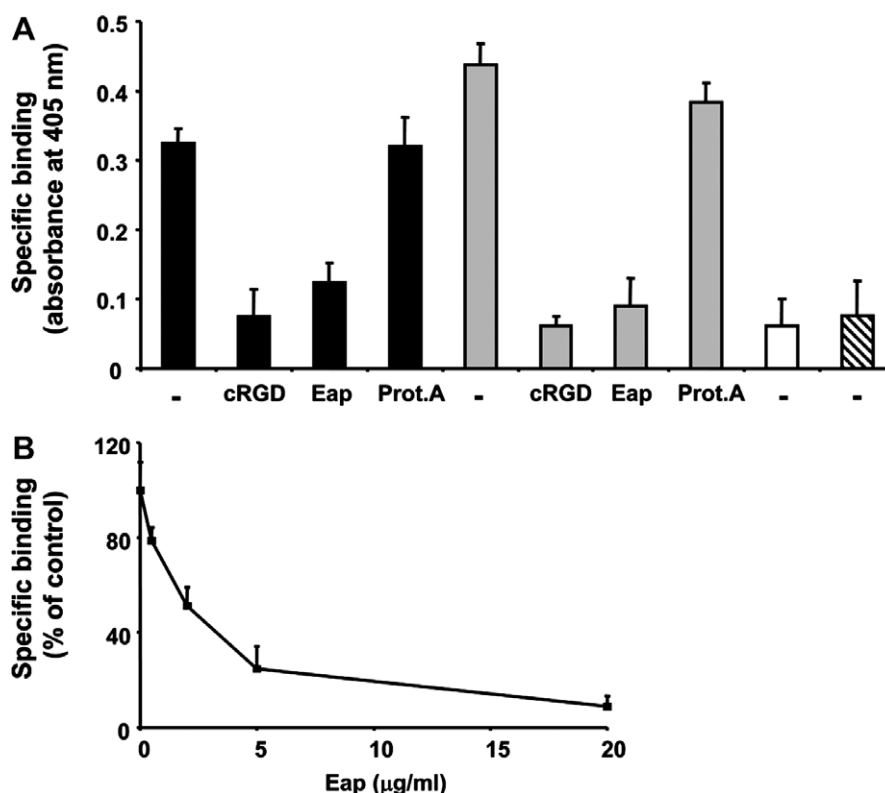 A
Specific binding
(absorbance at 405 nm)
0.5
0.4
0.3
0.2
0.1
0
- cRGD Eap Prot.A - cRGD Eap Prot.A - -
B
Specific binding
(% of control)
120
80
40
0
0 5 10 15 20
Eap (μg/ml)